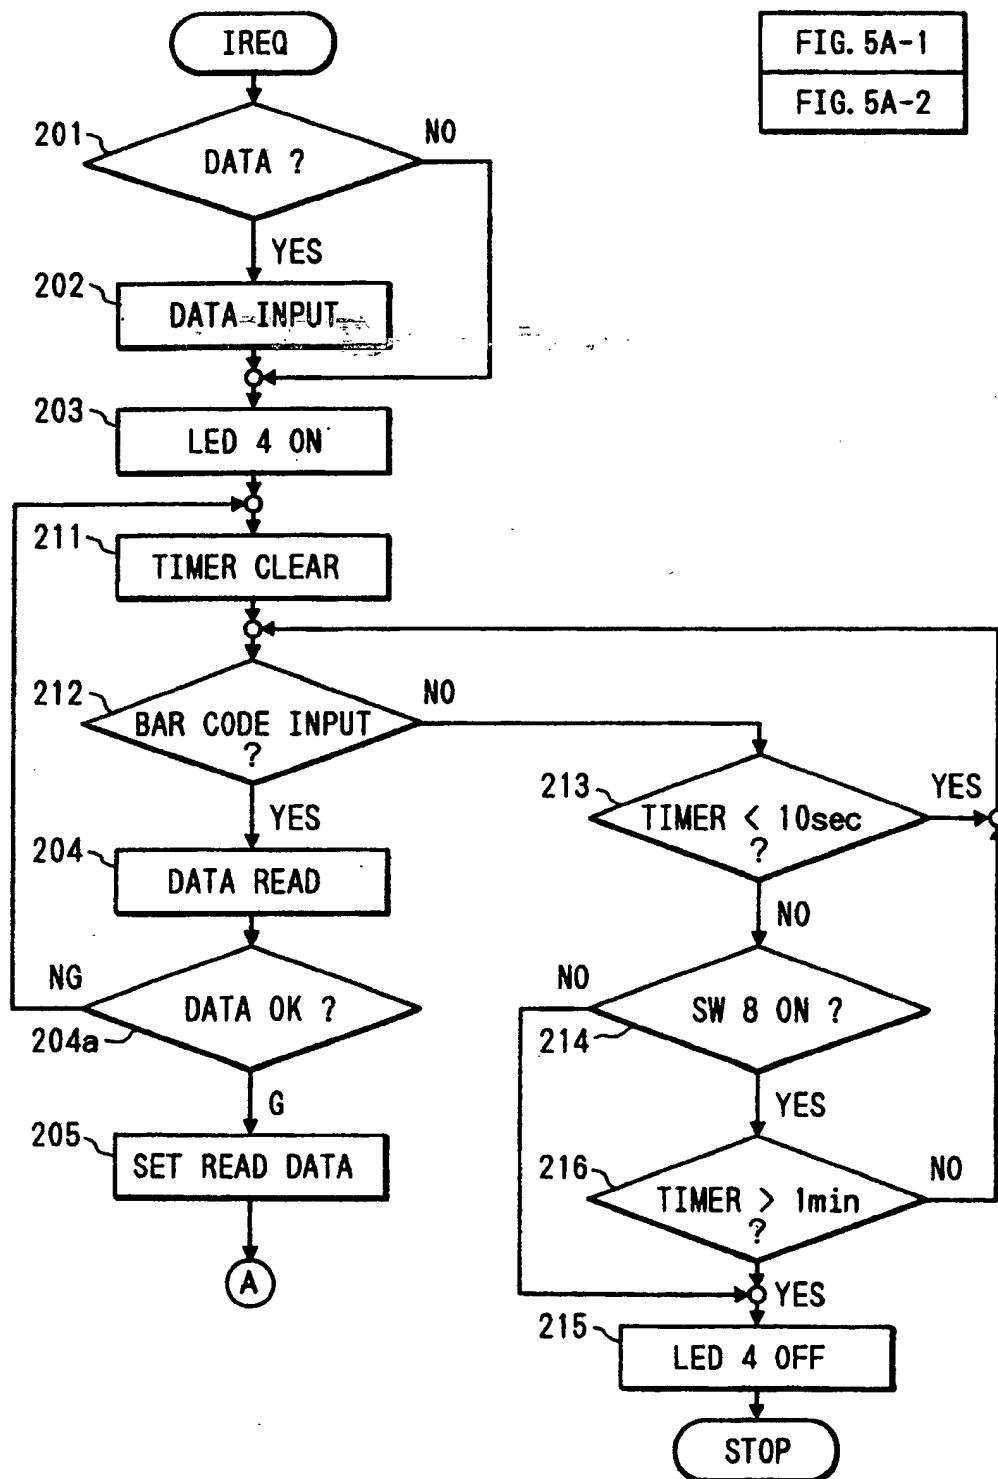 IREQ
FIG. 5A-1
FIG. 5A-2
201
DATA ?
NO
YES
202
DATA INPUT
203
LED 4 ON
211
TIMER CLEAR
212
BAR CODE INPUT
?
NO
YES
213
TIMER < 10sec
?
YES
NO
204
DATA READ
NG
DATA OK ?
204a
G
NO
SW 8 ON ?
214
YES
205
SET READ DATA
216
TIMER > 1min
?
NO
YES
A
215
LED 4 OFF
STOP